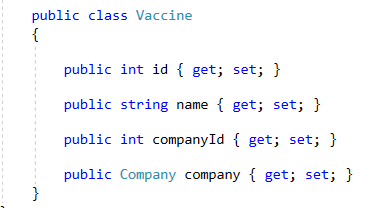 public class Vaccine
{
public int id { get; set; }
public string name { get; set; }
public int companyId { get; set; }
public Company company { get; set; }
}